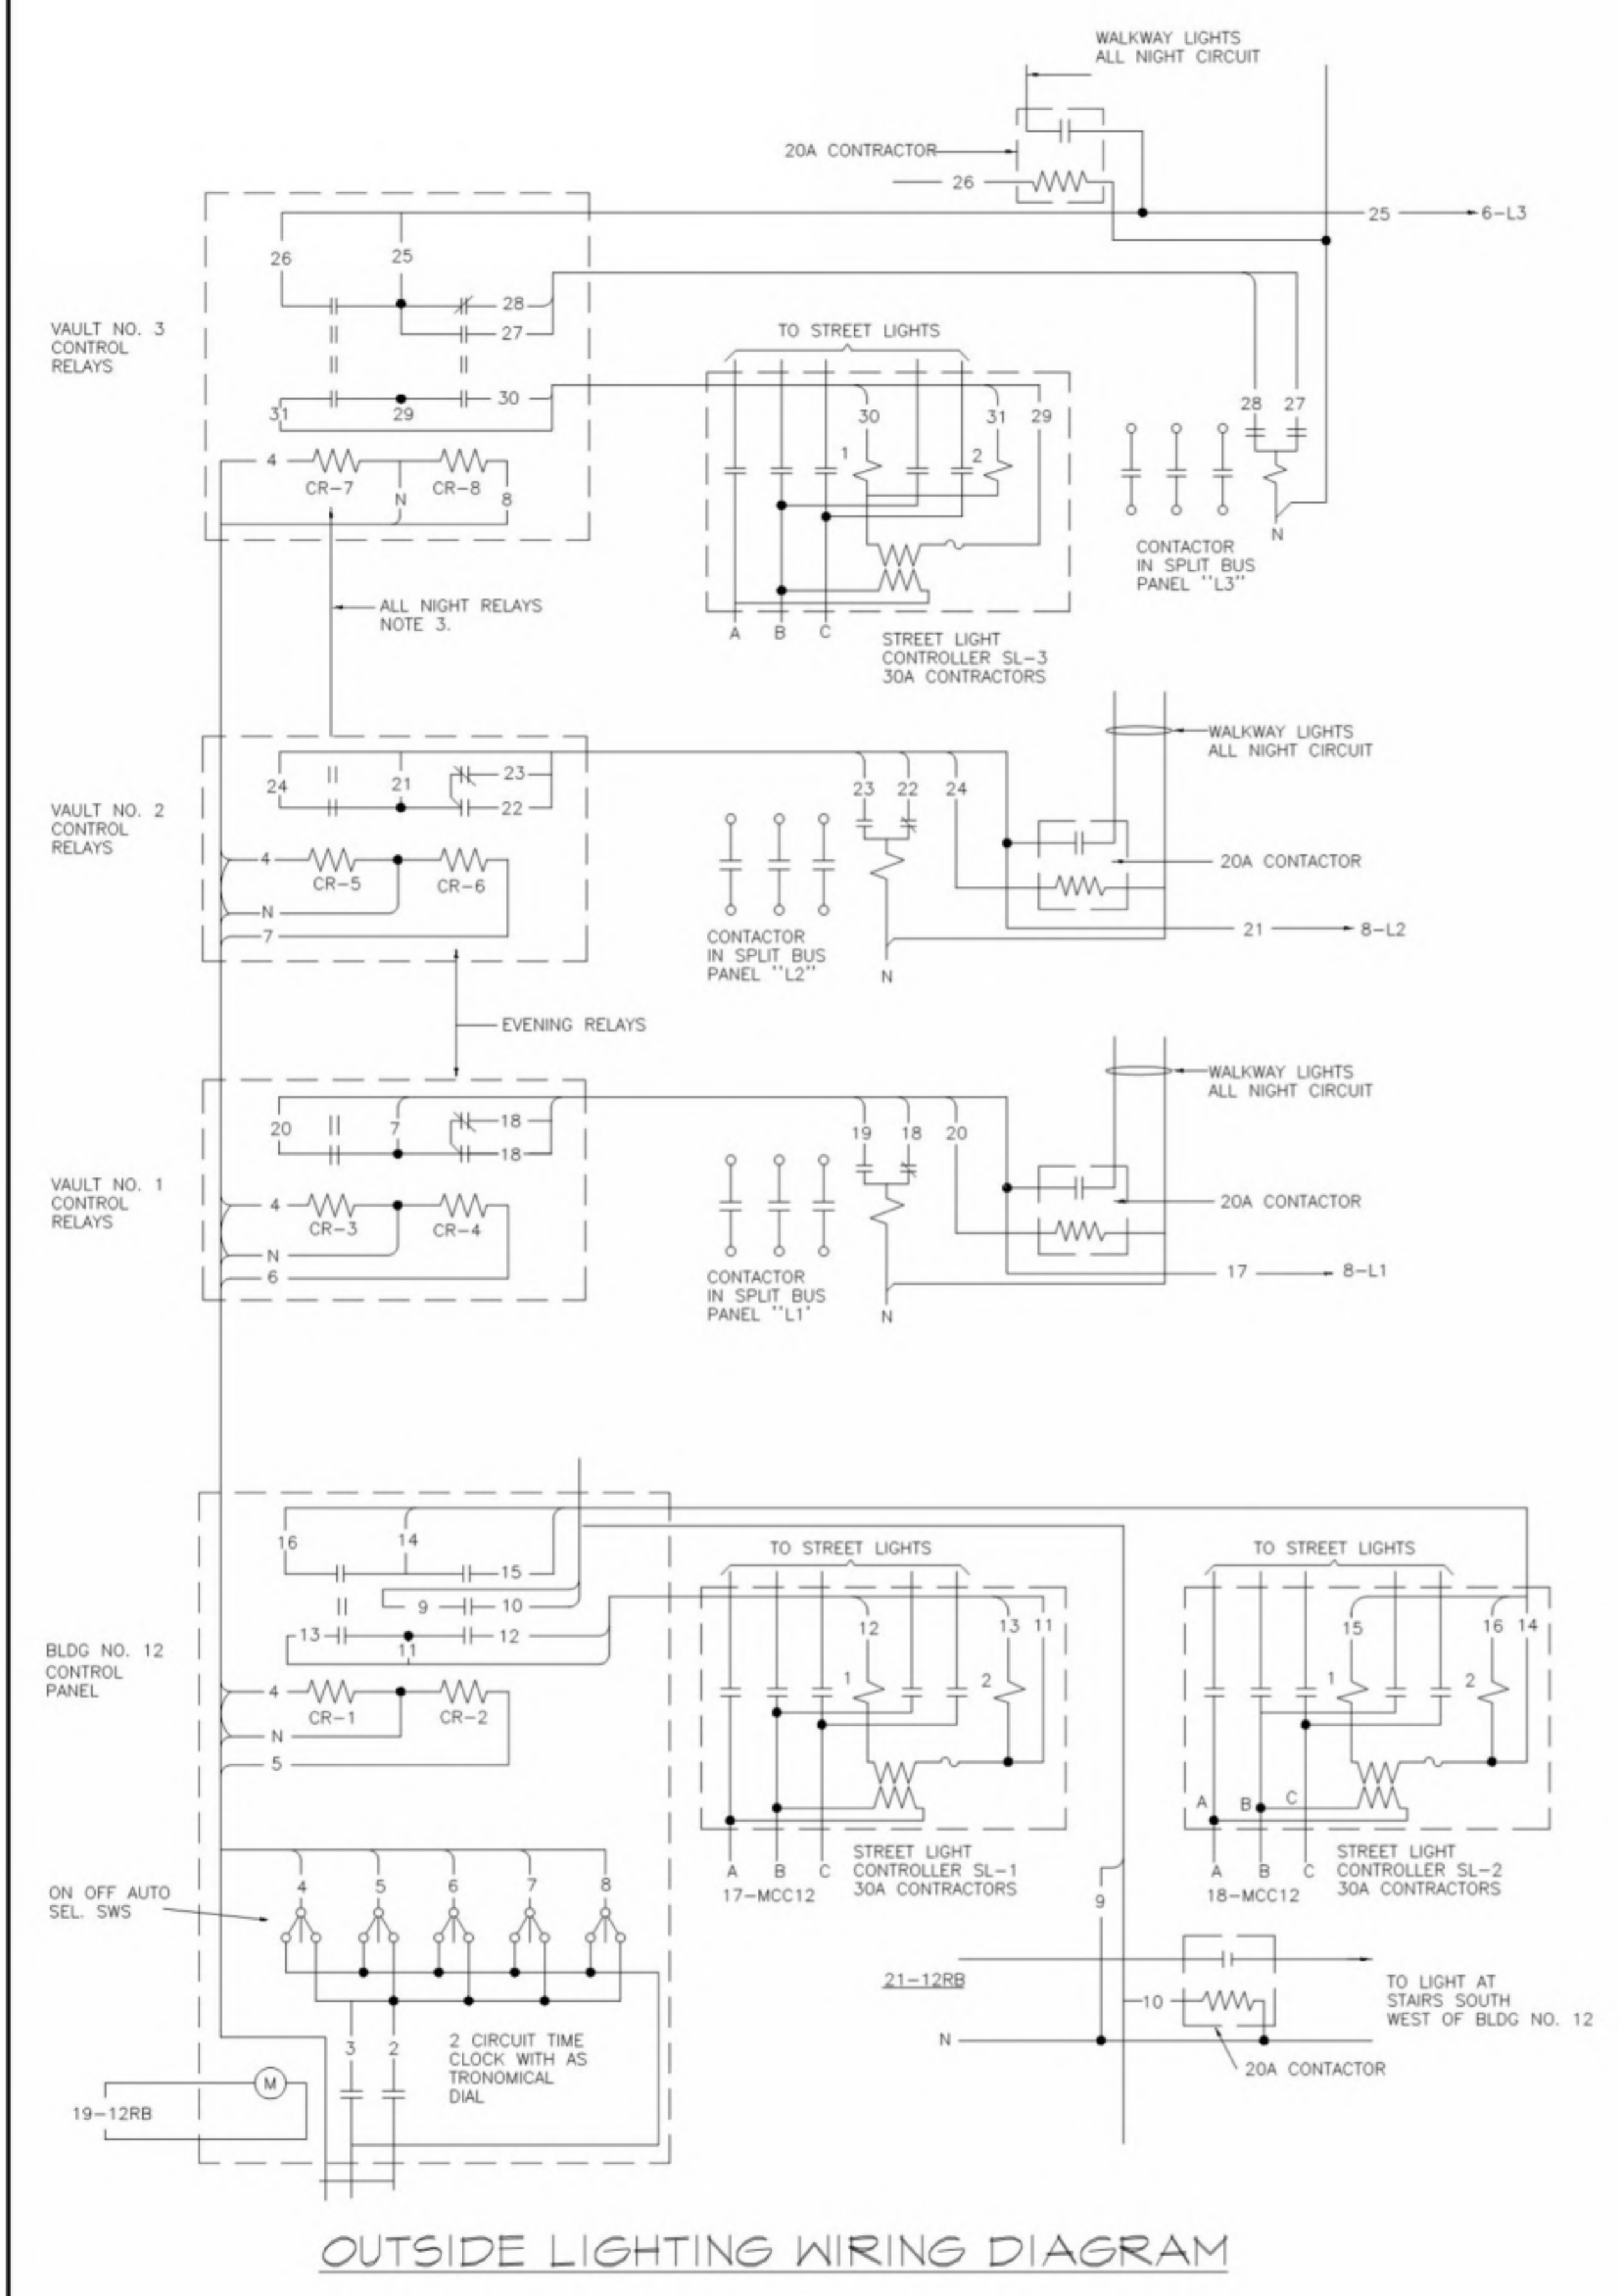 WALKWAY LIGHTS
ALL NIGHT CIRCUIT
20A CONTRACTOR
26
25
6-L3
26
25
28
27
VAULT NO. 3
CONTROL
RELAYS
TO STREET LIGHTS
31
29
30
30
31
29
1
2
28
27
4
CR-7
N
CR-8
8
CONTACTOR
IN SPLIT BUS
PANEL "L3"
N
ALL NIGHT RELAYS
NOTE 3.
A
B
C
STREET LIGHT
CONTROLLER SL-3
30A CONTRACTORS
WALKWAY LIGHTS
ALL NIGHT CIRCUIT
24
21
23
22
23
22
24
VAULT NO. 2
CONTROL
RELAYS
4
CR-5
CR-6
N
7
20A CONTACTOR
CONTACTOR
IN SPLIT BUS
PANEL "L2"
N
21
8-L2
EVENING RELAYS
WALKWAY LIGHTS
ALL NIGHT CIRCUIT
20
7
18
18
19
18
20
VAULT NO. 1
CONTROL
RELAYS
4
CR-3
CR-4
N
6
20A CONTACTOR
CONTACTOR
IN SPLIT BUS
PANEL "L1'
N
17
8-L1
16
14
15
9
10
13
11
12
TO STREET LIGHTS
12
13
11
1
2
TO STREET LIGHTS
15
16
14
1
2
BLDG NO. 12
CONTROL
PANEL
4
CR-1
CR-2
N
5
A
B
C
A
B
C
17-MCC12
STREET LIGHT
CONTROLLER SL-1
30A CONTRACTORS
A
B
C
18-MCC12
STREET LIGHT
CONTROLLER SL-2
30A CONTRACTORS
ON OFF AUTO
SEL. SWS
4
5
6
7
8
9
21-12RB
10
N
TO LIGHT AT
STAIRS SOUTH
WEST OF BLDG NO. 12
20A CONTACTOR
3
2
2 CIRCUIT TIME
CLOCK WITH AS
TRONOMICAL
DIAL
M
19-12RB
OUTSIDE LIGHTING WIRING DIAGRAM